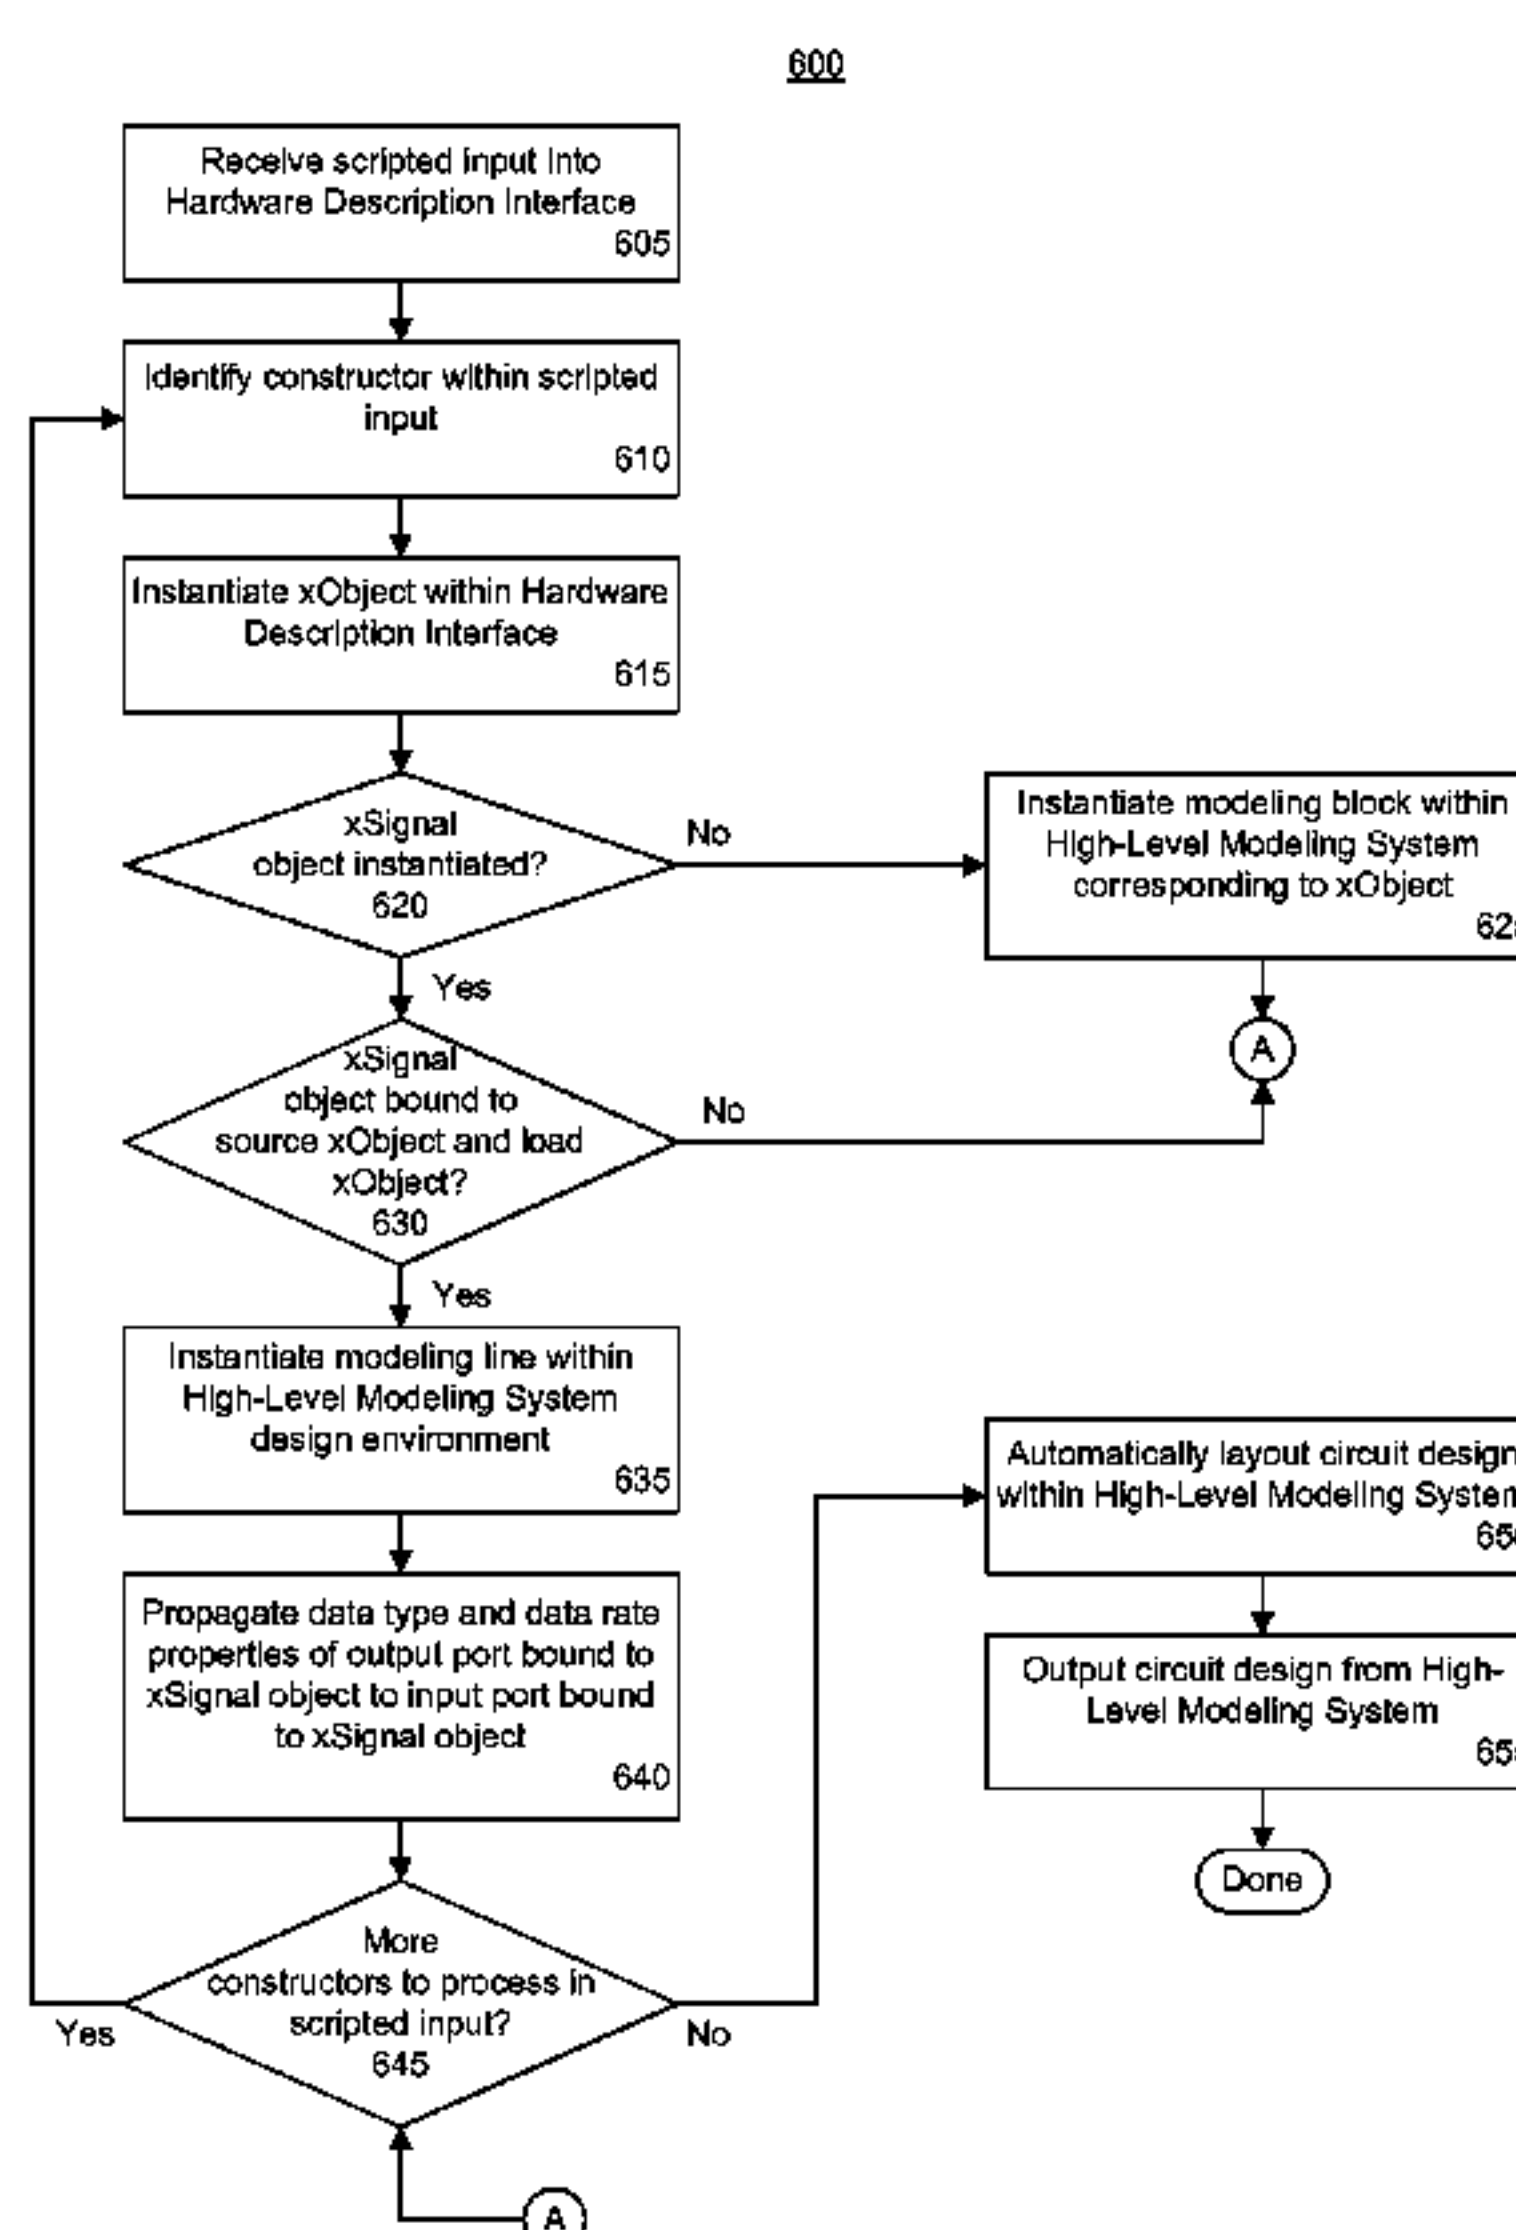 600
Receive scripted input into
Hardware Description Interface
605
Identify constructor within scripted
input
610
Instantiate xObject within Hardware
Description Interface
615
xSignal
object instantiated?
620
No
Instantiate modeling block within
High-Level Modeling System
corresponding to xObject
Yes
A
xSignal
object bound to
source xObject and load
xObject?
630
No
Yes
Instantiate modeling line within
High-Level Modeling System
design environment
635
Propagate data type and data rate
properties of output port bound to
xSignal object to input port bound
to xSignal object
640
More
constructors to process in
scripted input?
645
Yes
No
Automatically layout circuit design
within High-Level Modeling System
Output circuit design from High-
Level Modeling System
Done
A